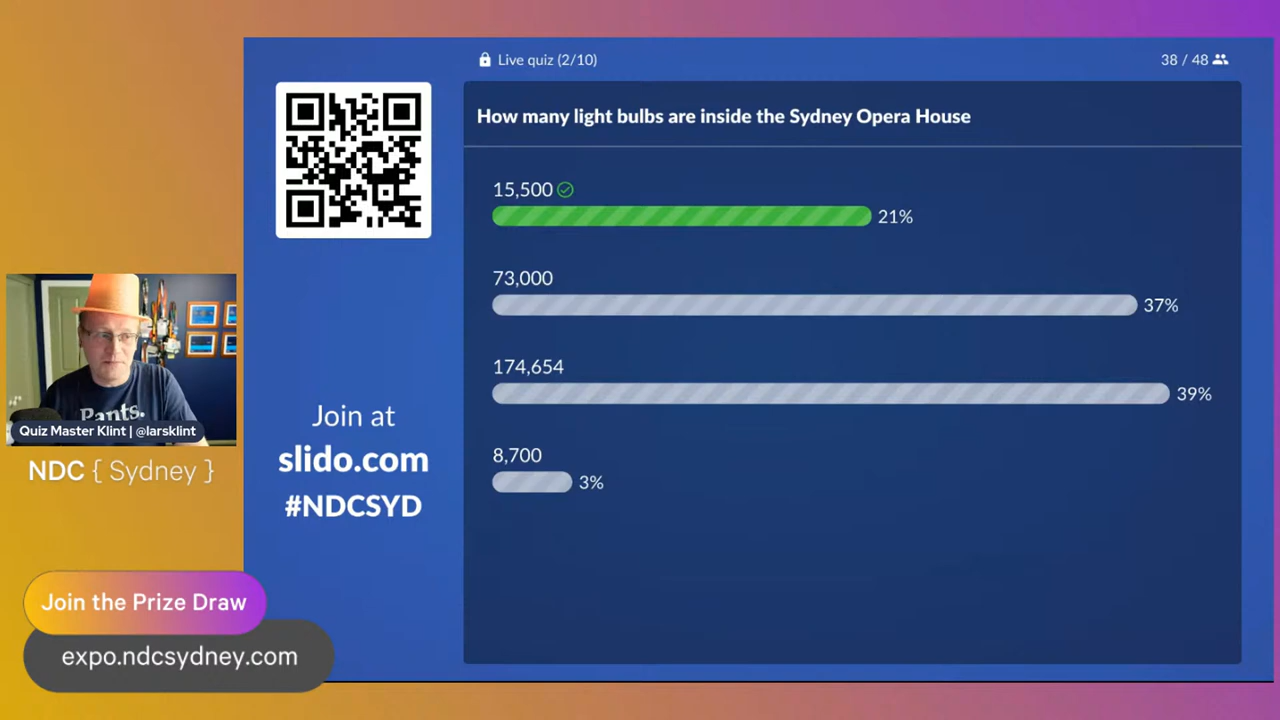 Live quiz (2/10)
38 / 48
How many light bulbs are inside the Sydney Opera House
15,500
21%
73,000
37%
174,654
39%
8,700
3%
Join at
slido.com
#NDCSYD
Pants.
Quiz Master Klint | @larsklint
NDC { Sydney }
Join the Prize Draw
expo.ndcsydney.com